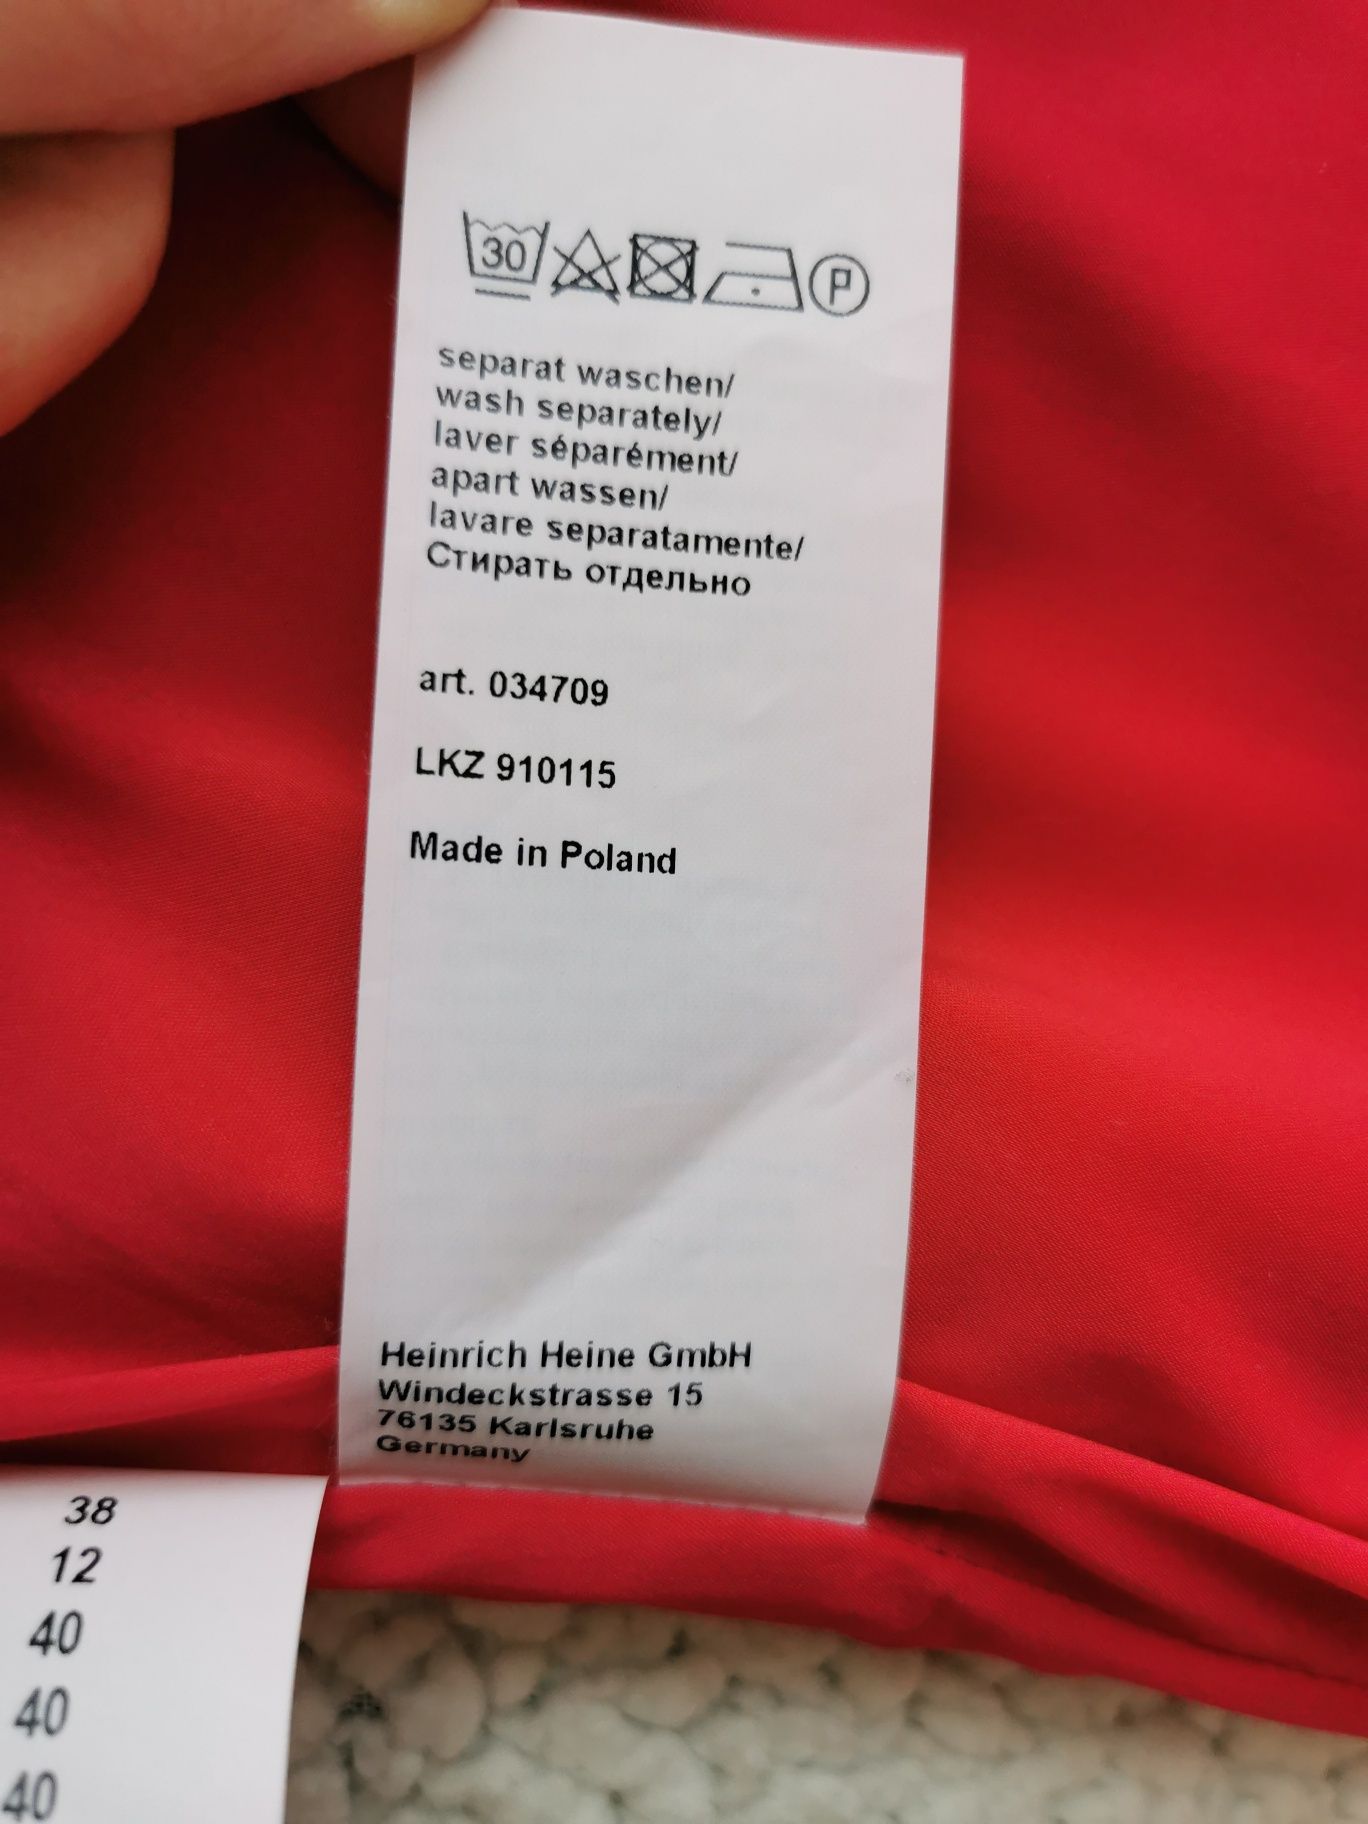 30
P
separat waschen/
wash separately/
laver séparément/
apart wassen/
lavare separatamente/
Стирать отдельно
art. 034709
LKZ 910115
Made in Poland
Heinrich Heine GmbH
Windeckstrasse 15
76135 Karlsruhe
Germany
38
12
40
40
40